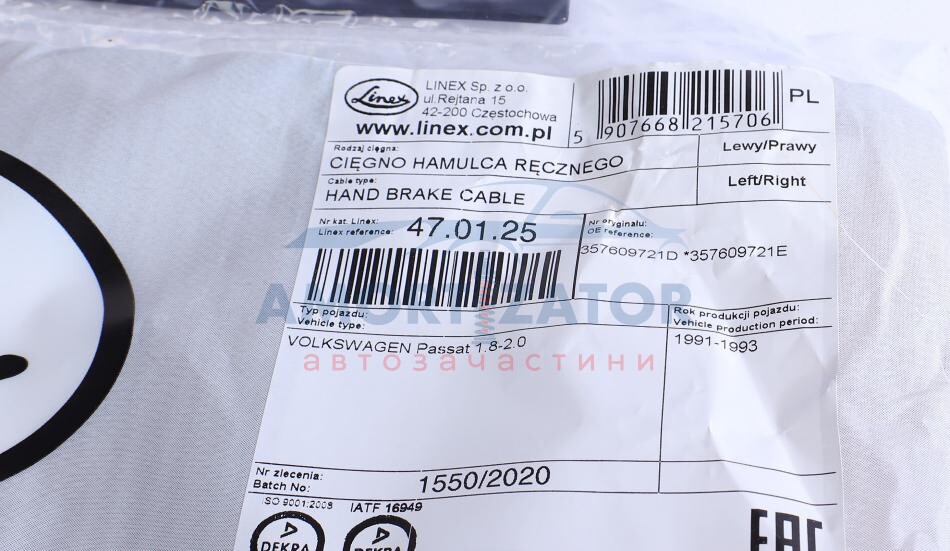 Linex
LINEX Sp. z o.o.
ul.Rejtana 15
42-200 Częstochowa
www.linex.com.pl
5 907668 215706
PL
Rodzaj cięgna:
CIĘGNO HAMULCA RĘCZNEGO
Lewy/Prawy
Cable type:
HAND BRAKE CABLE
Left/Right
Nr kat. Linex:
Linex reference:
47.01.25
Nr oryginału:
OE reference:
357609721D *357609721E
AMORTIZATOR
автозачастини
Typ pojazdu:
Vehicle type:
VOLKSWAGEN Passat 1.8-2.0
Rok produkcji pojazdu:
Vehicle production period:
1991-1993
Nr zlecenia:
Batch No:
1550/2020
ISO 9001:2008
IATF 16949
DEKRA
DEKRA
EAC